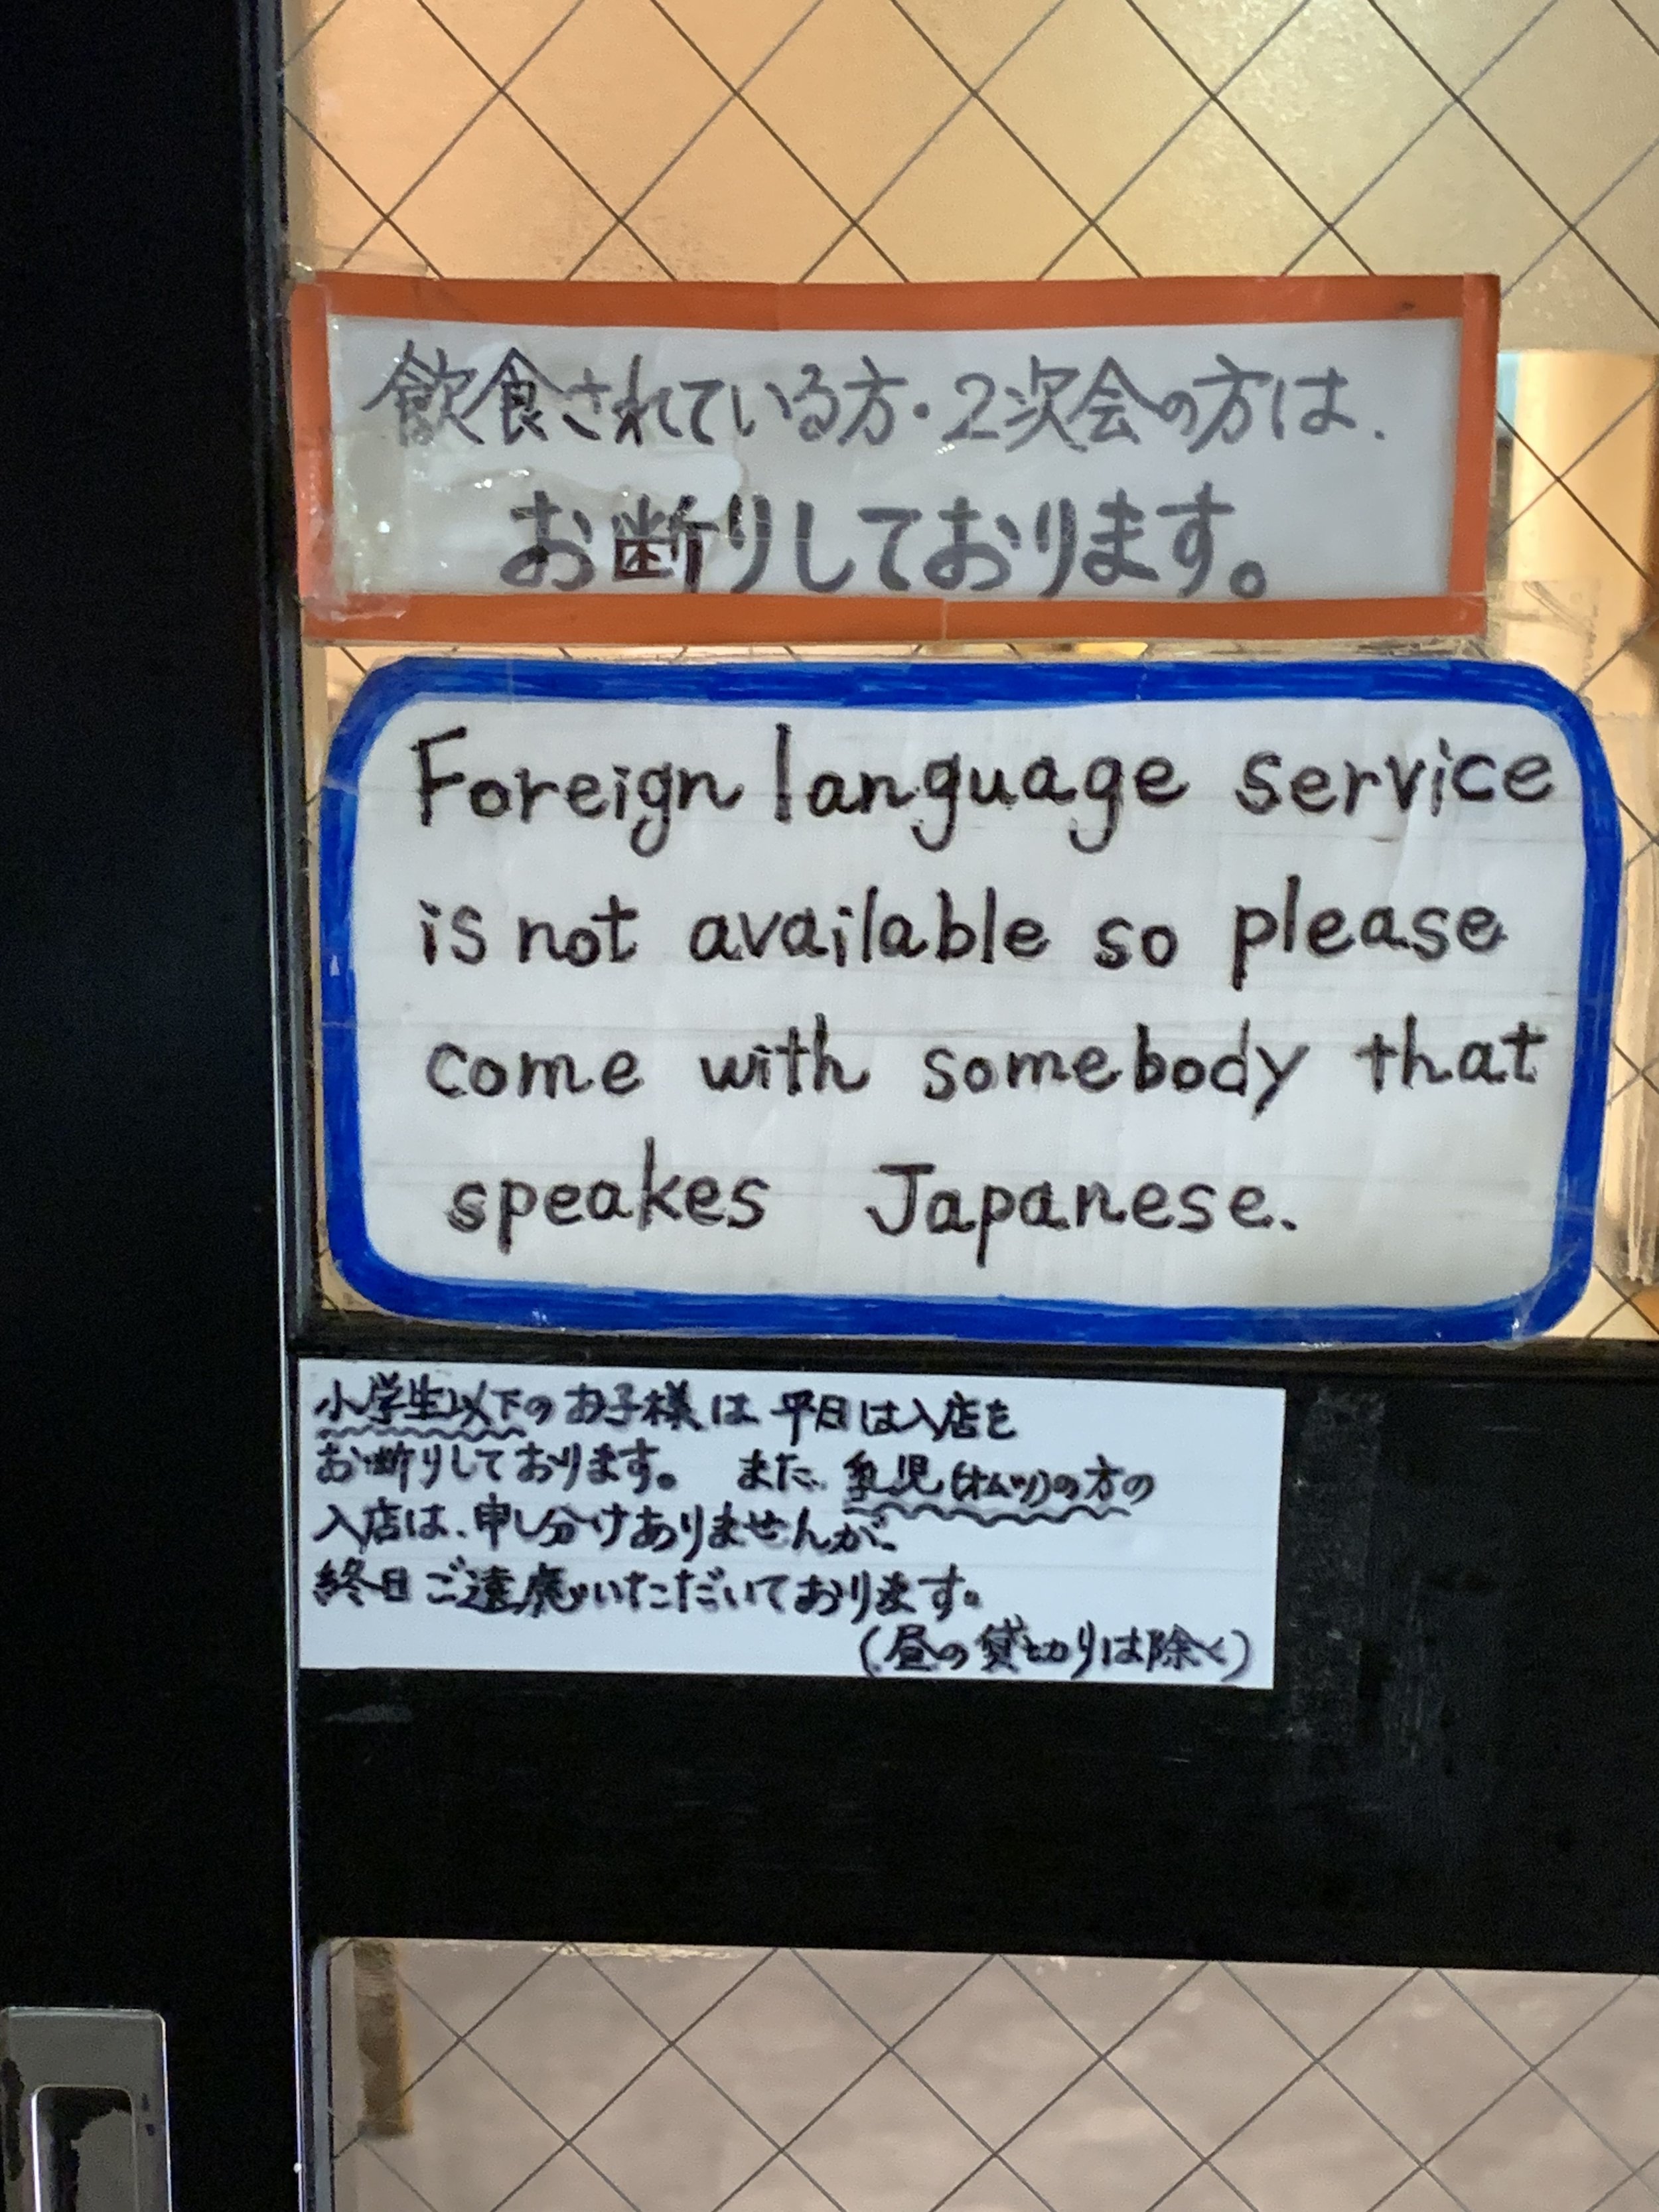 飲食されている方・2次会の方は、
お断りしております。
Foreign language service
is not available so please
come with somebody that
speakes Japanese.
小学生以下のお子様は平日は入店を
お断りしております。 また、乳児(オムツ)の方の
入店は、申し分けありませんが、
終日ご遠慮いただいております。
(昼の貸切りは除く)